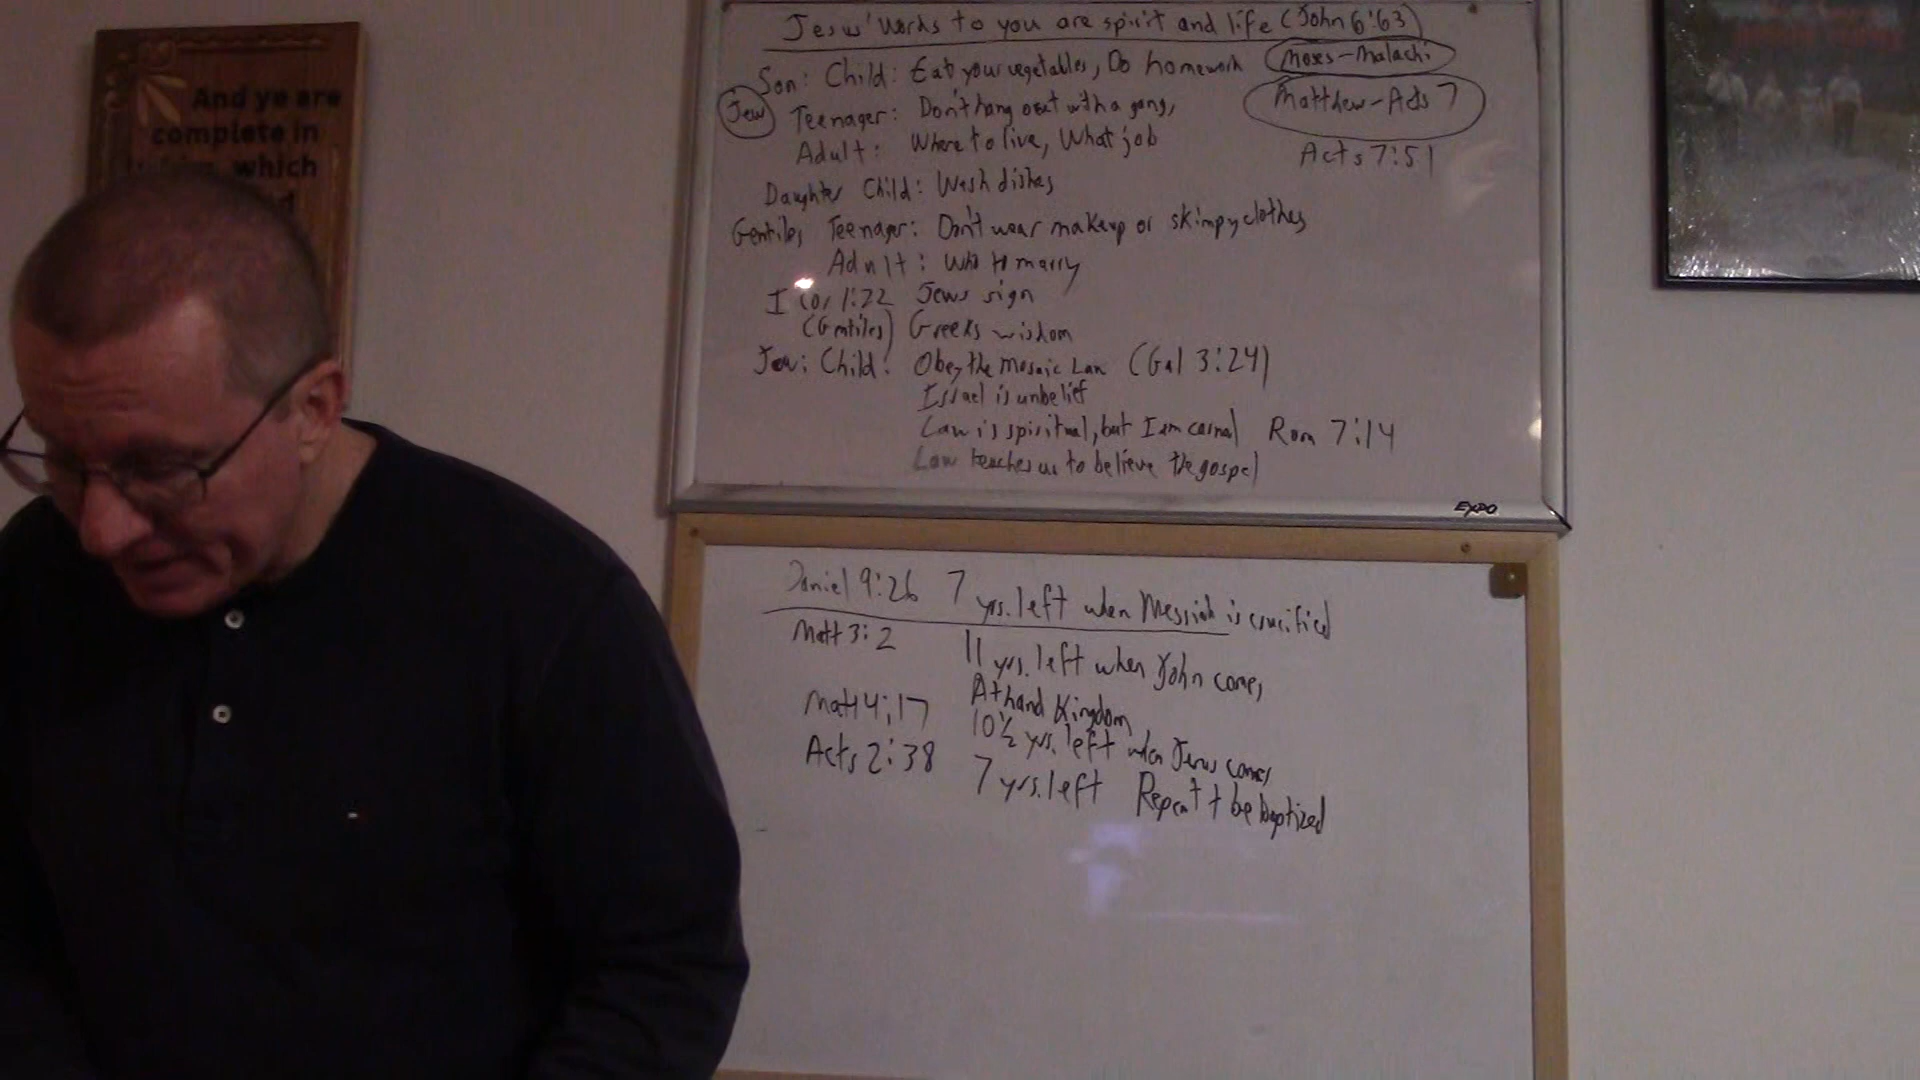 And ye are
complete in
which
Jesus' words to you are spirit and life (John 6:63)
Son: Child: Eat your vegetables, Do homework
Moses-Malachi
Jew
Teenager: Don't hang out with a gang,
Matthew-Acts 7
Adult: Where to live, What job
Acts 7:51
Daughter Child: Wash dishes
Gentiles Teenager: Don't wear makeup or skimpy clothes
Adult: Who to marry
I Cor 1:22 Jews sign
(Gentiles) Greeks wisdom
Jew: Child: Obey the Mosaic Law (Gal 3:24)
Israel is unbelief
Law is spiritual, but I am carnal Rom 7:14
Law teaches us to believe the gospel
EXPO
Daniel 9:26 7 yrs. left when Messiah is crucified
Matt 3:2 11 yrs. left when John comes
At hand Kingdom
Matt 4:17 10½ yrs. left when Jesus comes
Acts 2:38 7 yrs. left Repent + be baptized